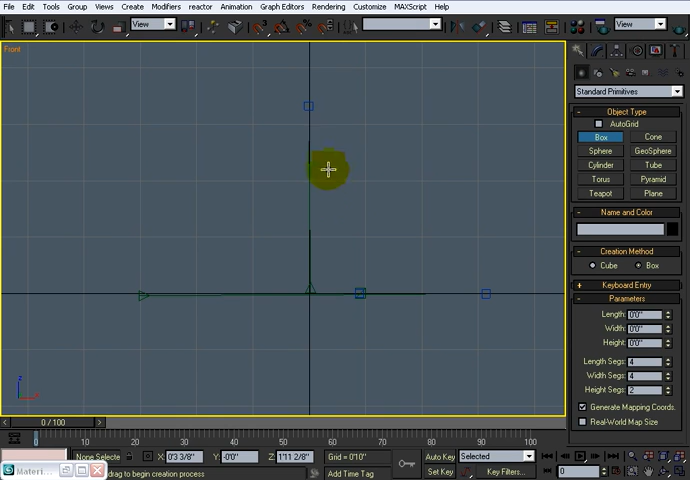 File Edit Tools Group Views Create Modifiers reactor Animation Graph Editors Rendering Customize MAXScript Help
View
View
Front
Standard Primitives
Object Type
AutoGrid
Box Cone
Sphere GeoSphere
Cylinder Tube
Torus Pyramid
Teapot Plane
Name and Color
Creation Method
Cube Box
Keyboard Entry
Parameters
Length: 0'0"
Width: 0'0"
Height: 0'0"
Length Segs: 4
Width Segs: 4
Height Segs: 2
Generate Mapping Coords.
Real-World Map Size
z
x
0 / 100
0 10 20 30 40 50 60 70 80 90 100
None Selecte X: 0'3 3/8" Y: -0'0" Z: 1'11 2/8" Grid = 0'10" Auto Key Selected
Materi... drag to begin creation process Add Time Tag Set Key Key Filters... 0